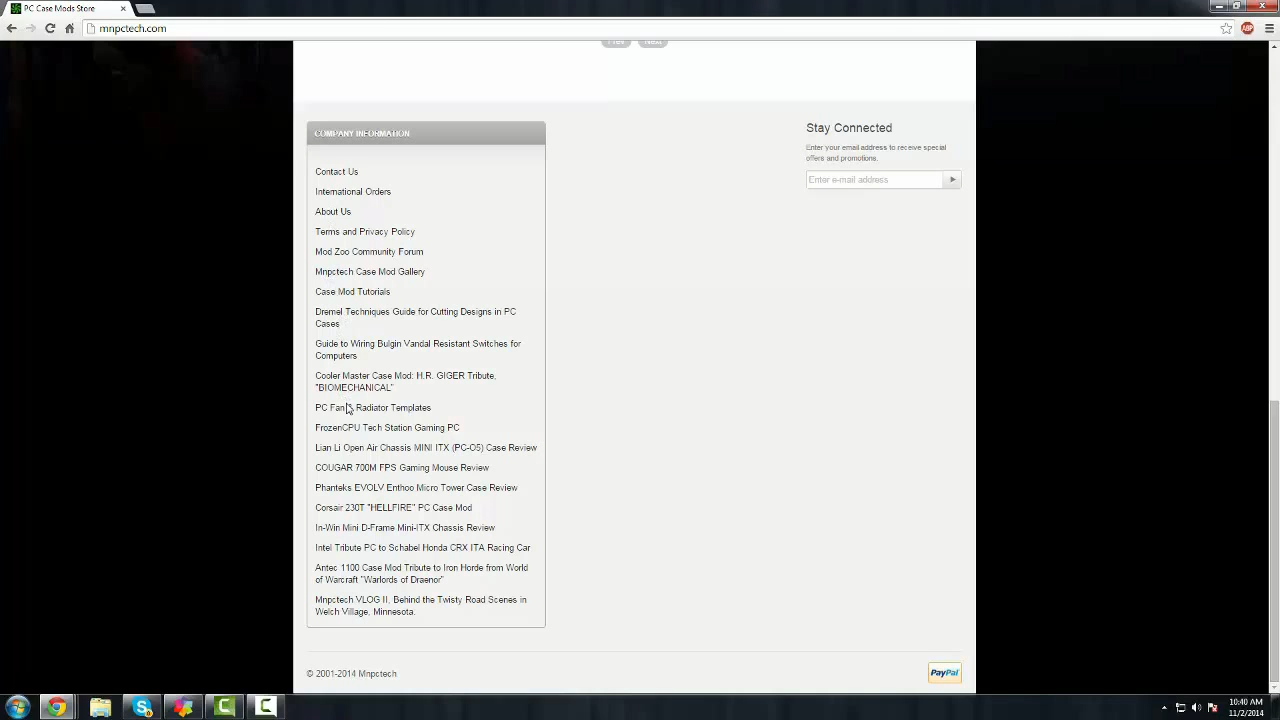 PC Case Mods Store
mnpctech.com
ABP
Prev Next
COMPANY INFORMATION
Contact Us
International Orders
About Us
Terms and Privacy Policy
Mod Zoo Community Forum
Mnpctech Case Mod Gallery
Case Mod Tutorials
Dremel Techniques Guide for Cutting Designs in PC
Cases
Guide to Wiring Bulgin Vandal Resistant Switches for
Computers
Cooler Master Case Mod: H.R. GIGER Tribute,
"BIOMECHANICAL"
PC Fan & Radiator Templates
FrozenCPU Tech Station Gaming PC
Lian Li Open Air Chassis MINI ITX (PC-O5) Case Review
COUGAR 700M FPS Gaming Mouse Review
Phanteks EVOLV Enthoo Micro Tower Case Review
Corsair 230T "HELLFIRE" PC Case Mod
In-Win Mini D-Frame Mini-ITX Chassis Review
Intel Tribute PC to Schabel Honda CRX ITA Racing Car
Antec 1100 Case Mod Tribute to Iron Horde from World
of Warcraft "Warlords of Draenor"
Mnpctech VLOG II, Behind the Twisty Road Scenes in
Welch Village, Minnesota.
Stay Connected
Enter your email address to receive special
offers and promotions.
Enter e-mail address
© 2001-2014 Mnpctech
PayPal
10:40 AM
11/2/2014